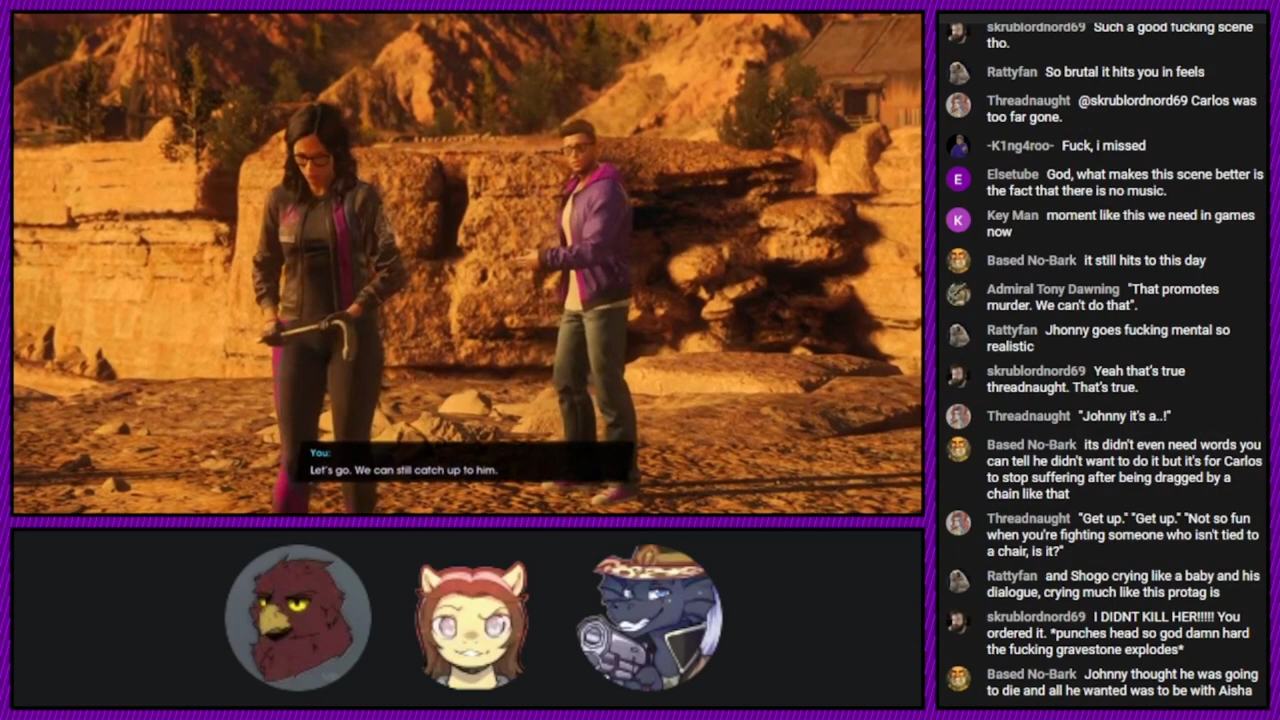 You:
Let's go. We can still catch up to him.
skrublordnord69 Such a good fucking scene
tho.
Rattyfan So brutal it hits you in feels
Threadnaught @skrublordnord69 Carlos was
too far gone.
-K1ng4roo- Fuck, i missed
E
Elsetube God, what makes this scene better is
the fact that there is no music.
K
Key Man moment like this we need in games
now
Based No-Bark it still hits to this day
Admiral Tony Dawning "That promotes
murder. We can't do that".
Rattyfan Jhonny goes fucking mental so
realistic
skrublordnord69 Yeah that's true
threadnaught. That's true.
Threadnaught "Johnny it's a..!"
Based No-Bark its didn't even need words you
can tell he didn't want to do it but it's for Carlos
to stop suffering after being dragged by a
chain like that
Threadnaught "Get up." "Get up." "Not so fun
when you're fighting someone who isn't tied to
a chair, is it?"
Rattyfan and Shogo crying like a baby and his
dialogue, crying much like this protag is
skrublordnord69 I DIDNT KILL HER!!!!! You
ordered it. *punches head so god damn hard
the fucking gravestone explodes*
Based No-Bark Johnny thought he was going
to die and all he wanted was to be with Aisha